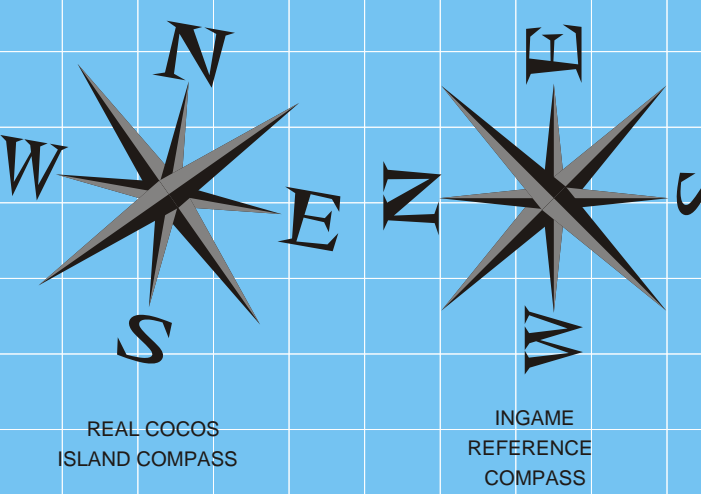 N
E
W
E
N
S
S
W
REAL COCOS
ISLAND COMPASS
INGAME
REFERENCE
COMPASS